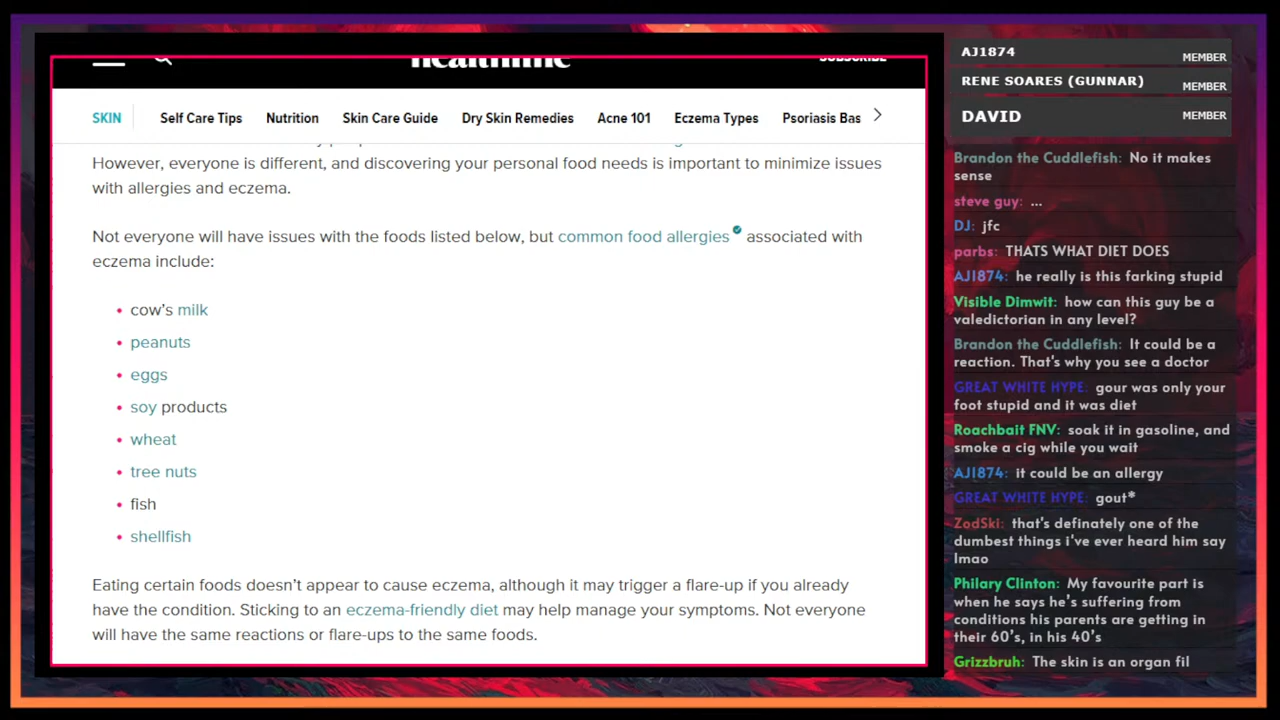 healthline
SUBSCRIBE
SKIN
Self Care Tips
Nutrition
Skin Care Guide
Dry Skin Remedies
Acne 101
Eczema Types
Psoriasis Bas
However, everyone is different, and discovering your personal food needs is important to minimize issues
with allergies and eczema.
Not everyone will have issues with the foods listed below, but common food allergies associated with
eczema include:
• cow's milk
• peanuts
• eggs
• soy products
• wheat
• tree nuts
• fish
• shellfish
Eating certain foods doesn't appear to cause eczema, although it may trigger a flare-up if you already
have the condition. Sticking to an eczema-friendly diet may help manage your symptoms. Not everyone
will have the same reactions or flare-ups to the same foods.
AJ1874 MEMBER
RENE SOARES (GUNNAR) MEMBER
DAVID MEMBER
Brandon the Cuddlefish: No it makes
sense
steve guy: ...
DJ: jfc
parbs: THATS WHAT DIET DOES
AJ1874: he really is this farking stupid
Visible Dimwit: how can this guy be a
valedictorian in any level?
Brandon the Cuddlefish: It could be a
reaction. That's why you see a doctor
GREAT WHITE HYPE: gour was only your
foot stupid and it was diet
Roachbait FNV: soak it in gasoline, and
smoke a cig while you wait
AJ1874: it could be an allergy
GREAT WHITE HYPE: gout*
ZodSki: that's definately one of the
dumbest things i've ever heard him say
lmao
Philary Clinton: My favourite part is
when he says he's suffering from
conditions his parents are getting in
their 60's, in his 40's
Grizzbruh: The skin is an organ fil